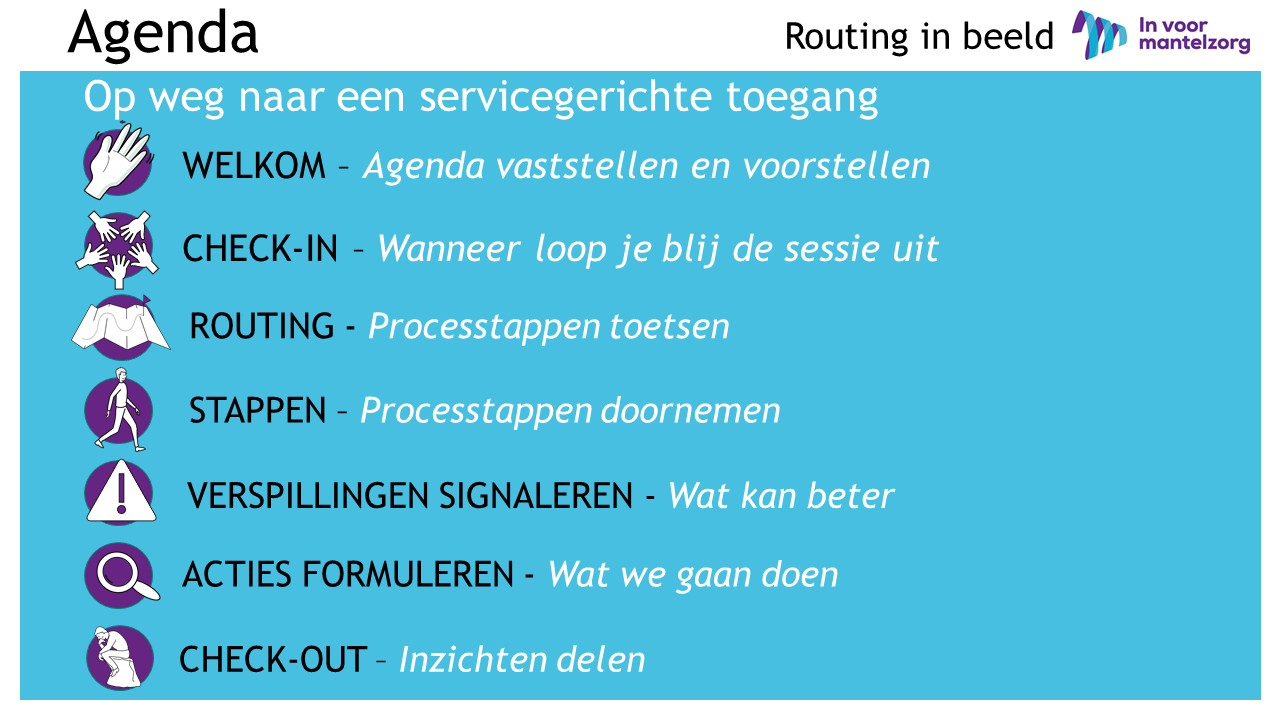 Agenda
Routing in beeld
In voor
mantelzorg
Op weg naar een servicegerichte toegang
WELKOM – Agenda vaststellen en voorstellen
CHECK-IN – Wanneer loop je blij de sessie uit
ROUTING - Processtappen toetsen
STAPPEN – Processtappen doornemen
VERSPILLINGEN SIGNALEREN - Wat kan beter
ACTIES FORMULEREN - Wat we gaan doen
CHECK-OUT – Inzichten delen